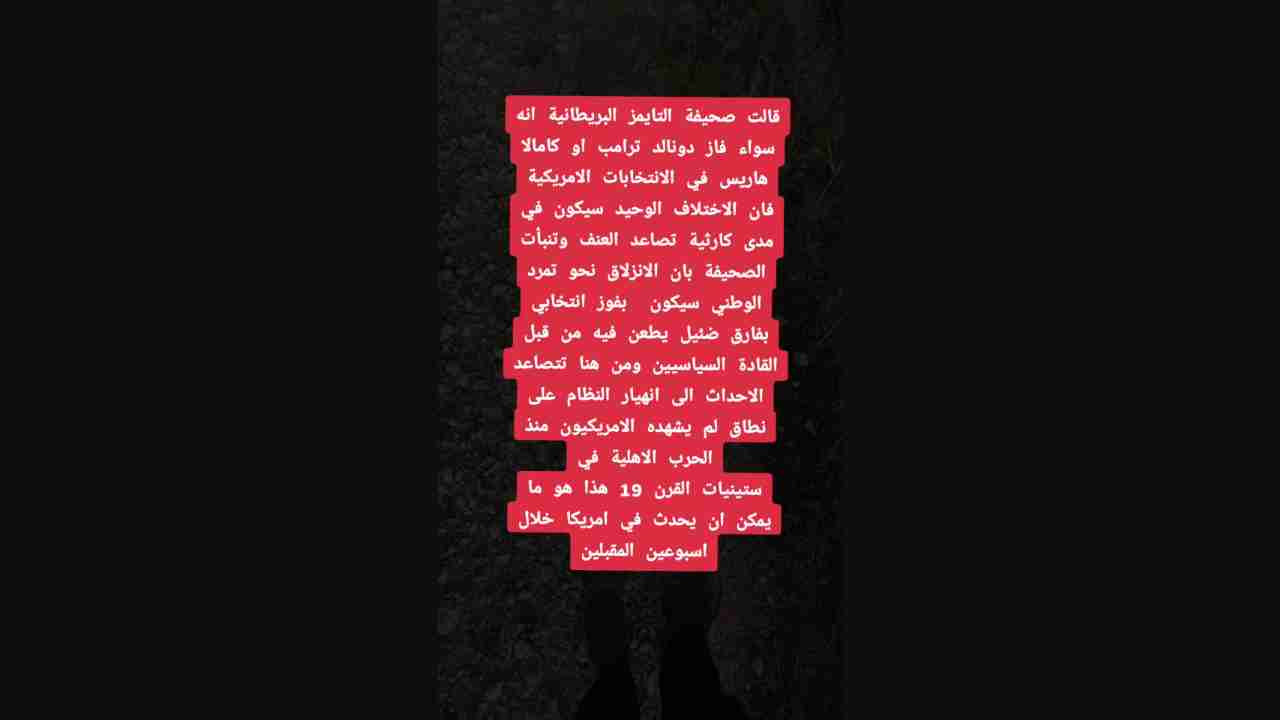 قالت صحيفة التايمز البريطانية انه
سواء فاز دونالد ترامب او كامالا
هاريس في الانتخابات الامريكية
فان الاختلاف الوحيد سيكون في
مدى كارثية تصاعد العنف وتنبأت
الصحيفة بان الانزلاق نحو تمرد
الوطني سيكون بفوز انتخابي
بفارق ضئيل يطعن فيه من قبل
القادة السياسيين ومن هنا تتصاعد
الاحداث الى انهيار النظام على
نطاق لم يشهده الامريكيون منذ
الحرب الاهلية في
ستينيات القرن 19 هذا هو ما
يمكن ان يحدث في امريكا خلال
اسبوعين المقبلين